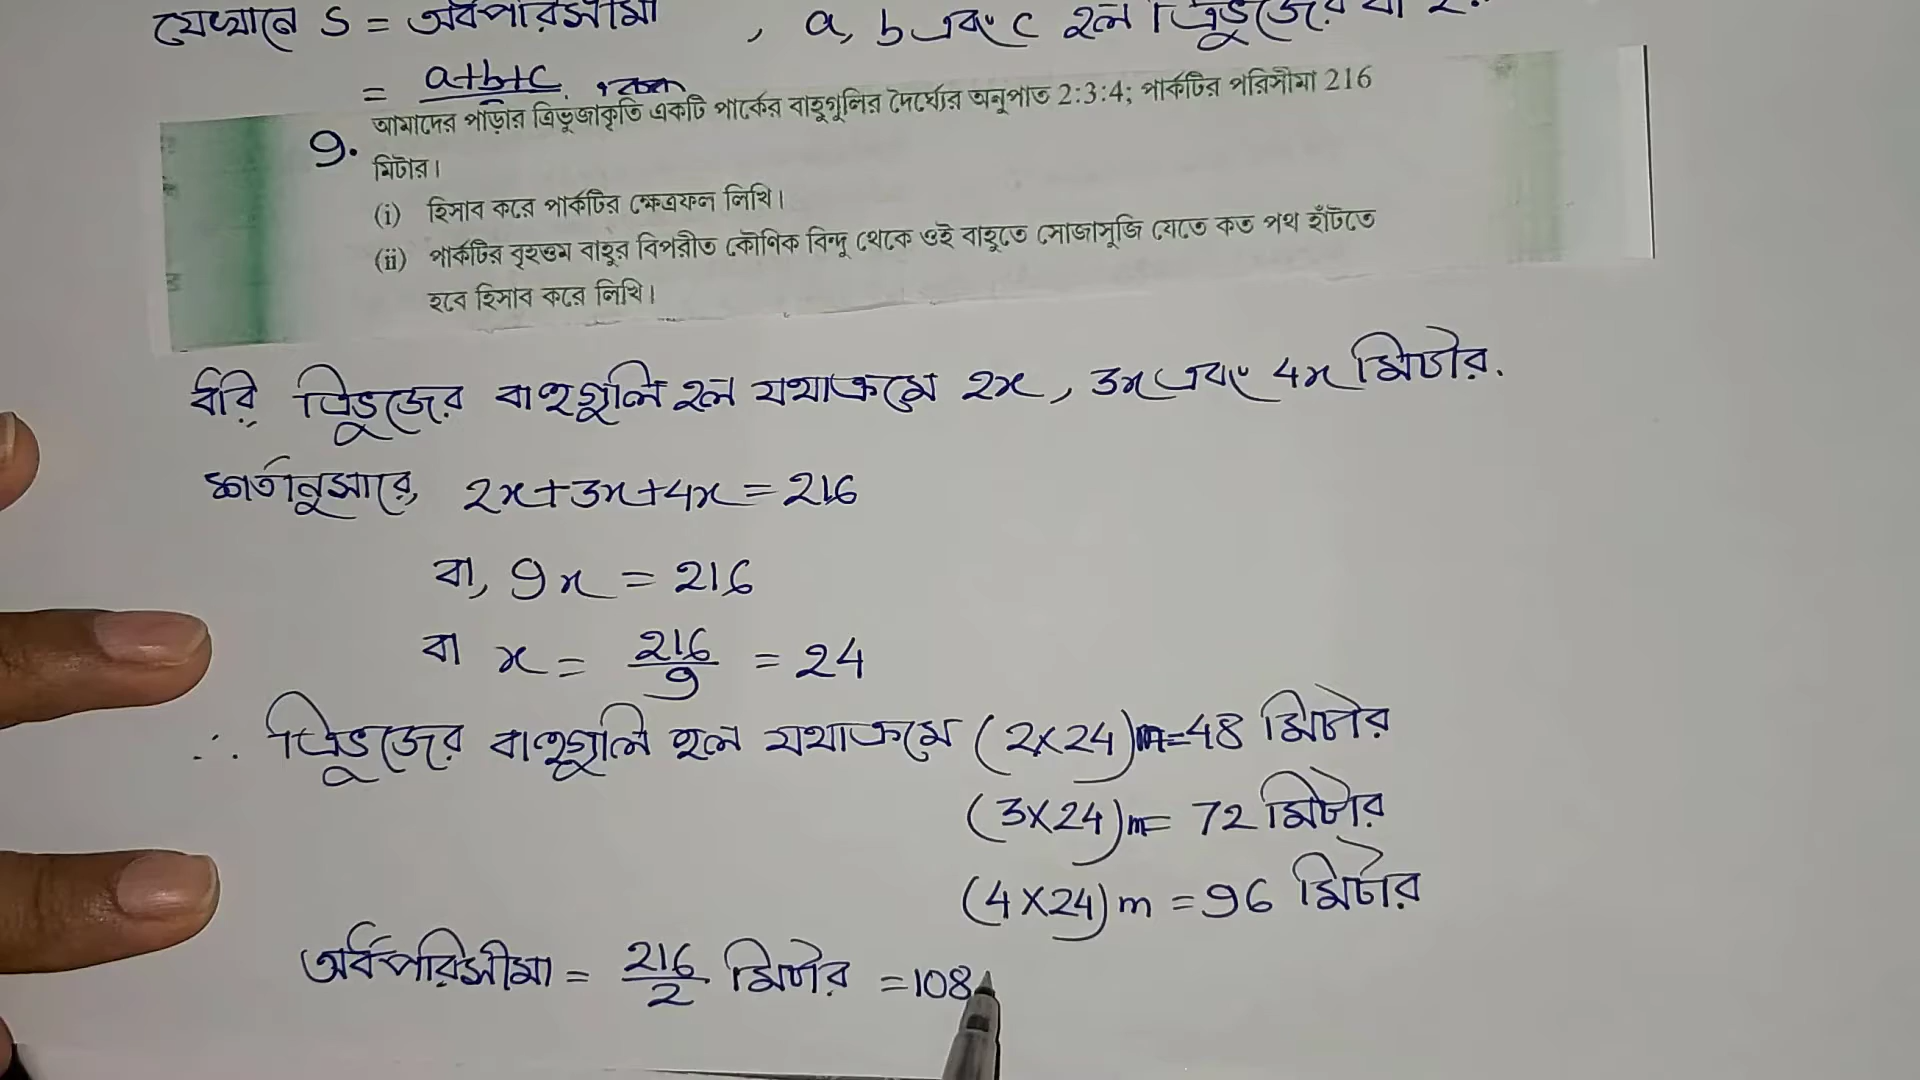 যেখানে S = অর্ধপরিসীমা , a, b এবং c হল ত্রিভুজের
= a+b+c
9. আমাদের পাড়ার ত্রিভুজাকৃতি একটি পার্কের বাহুগুলির দৈর্ঘ্যের অনুপাত 2:3:4; পার্কটির পরিসীমা 216
মিটার।
(i) হিসাব করে পার্কটির ক্ষেত্রফল লিখি।
(ii) পার্কটির বৃহত্তম বাহুর বিপরীত কৌণিক বিন্দু থেকে ওই বাহুতে সোজাসুজি যেতে কত পথ হাঁটতে
হবে হিসাব করে লিখি।
ধরি, ত্রিভুজের বাহুগুলি হল যথাক্রমে 2x, 3x এবং 4x মিটার.
শর্তানুসারে, 2x+3x+4x = 216
বা, 9x = 216
বা x = 216/9 = 24
∴ ত্রিভুজের বাহুগুলি হল যথাক্রমে (2×24)m = 48 মিটার
(3×24)m = 72 মিটার
(4×24)m = 96 মিটার
অর্ধপরিসীমা = 216/2 মিটার = 108